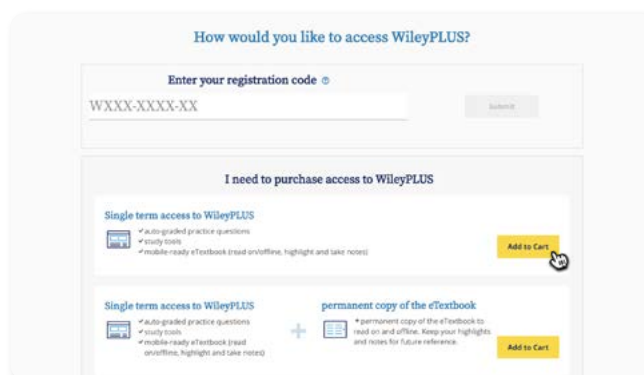 How would you like to access WileyPLUS?
Enter your registration code ?
WXXX-XXXX-XX
Submit
I need to purchase access to WileyPLUS
Single term access to WileyPLUS
✓auto-graded practice questions
✓study tools
✓mobile-ready eTextbook (read on/offline, highlight and take notes)
Add to Cart
Single term access to WileyPLUS
✓auto-graded practice questions
✓study tools
✓mobile-ready eTextbook (read
on/offline, highlight and take notes)
+
permanent copy of the eTextbook
permanent copy of the eTextbook to
read on and offline. Keep your highlights
and notes for future reference.
Add to Cart